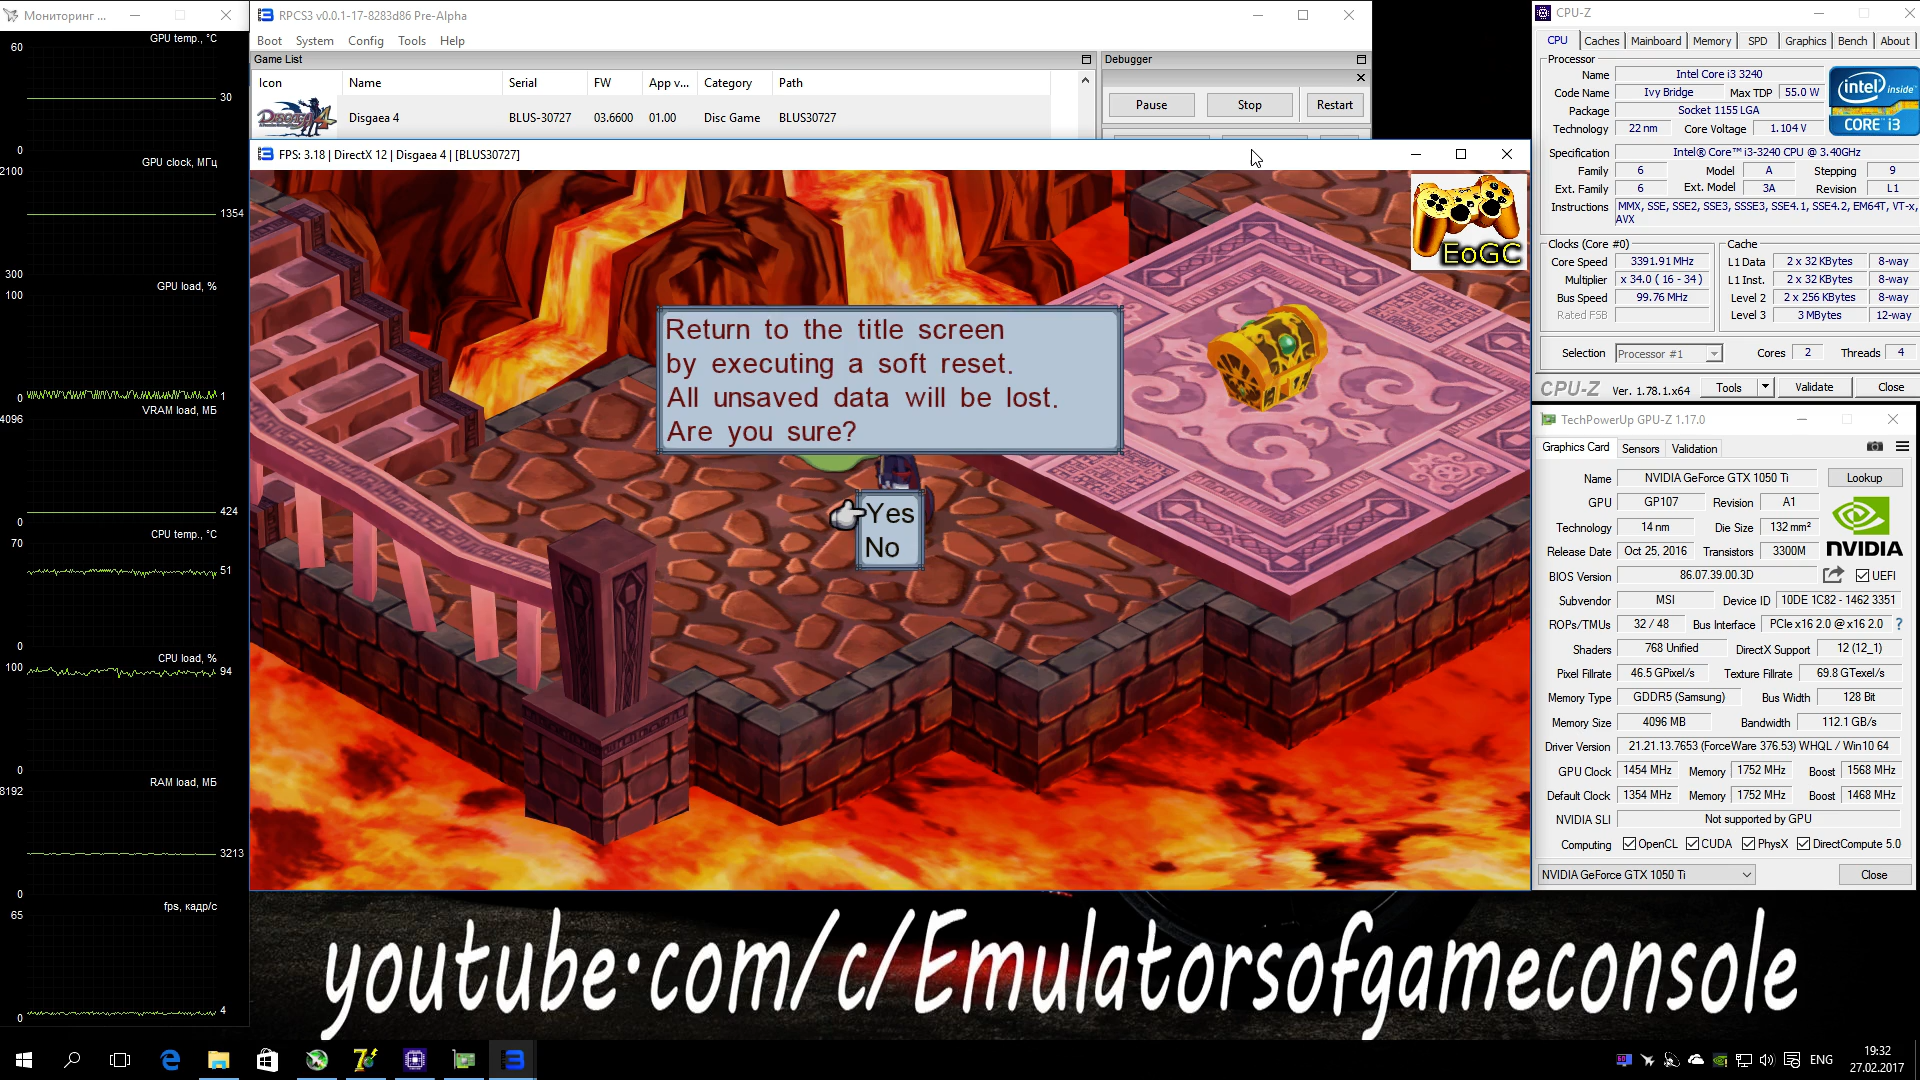 Мониторинг ...
GPU temp., °C
60
30
0
GPU clock, МГц
2100
1354
300
GPU load, %
100
0
1
VRAM load, МБ
4096
424
0
CPU temp., °C
70
51
0
CPU load, %
100
94
0
RAM load, МБ
8192
3213
0
fps, кадр/с
65
4
0
RPCS3 v0.0.1-17-8283d86 Pre-Alpha
Boot System Config Tools Help
Game List
Icon Name Serial FW App v... Category Path
DISGAEA 4
Disgaea 4 BLUS-30727 03.6600 01.00 Disc Game BLUS30727
Debugger
Pause Stop Restart
FPS: 3.18 | DirectX 12 | Disgaea 4 | [BLUS30727]
EoGC
Return to the title screen
by executing a soft reset.
All unsaved data will be lost.
Are you sure?
Yes
No
CPU-Z
CPU Caches Mainboard Memory SPD Graphics Bench About
Processor
Name Intel Core i3 3240
Code Name Ivy Bridge Max TDP 55.0 W
Package Socket 1155 LGA
Technology 22 nm Core Voltage 1.104 V
intel inside™
CORE i3
Specification Intel® Core™ i3-3240 CPU @ 3.40GHz
Family 6 Model A Stepping 9
Ext. Family 6 Ext. Model 3A Revision L1
Instructions MMX, SSE, SSE2, SSE3, SSSE3, SSE4.1, SSE4.2, EM64T, VT-x,
AVX
Clocks (Core #0)
Core Speed 3391.91 MHz
Multiplier x 34.0 ( 16 - 34 )
Bus Speed 99.76 MHz
Rated FSB
Cache
L1 Data 2 x 32 KBytes 8-way
L1 Inst. 2 x 32 KBytes 8-way
Level 2 2 x 256 KBytes 8-way
Level 3 3 MBytes 12-way
Selection Processor #1 Cores 2 Threads 4
CPU-Z Ver. 1.78.1.x64 Tools Validate Close
TechPowerUp GPU-Z 1.17.0
Graphics Card Sensors Validation
Name NVIDIA GeForce GTX 1050 Ti Lookup
GPU GP107 Revision A1
Technology 14 nm Die Size 132 mm²
Release Date Oct 25, 2016 Transistors 3300M
NVIDIA
BIOS Version 86.07.39.00.3D UEFI
Subvendor MSI Device ID 10DE 1C82 - 1462 3351
ROPs/TMUs 32 / 48 Bus Interface PCIe x16 2.0 @ x16 2.0 ?
Shaders 768 Unified DirectX Support 12 (12_1)
Pixel Fillrate 46.5 GPixel/s Texture Fillrate 69.8 GTexel/s
Memory Type GDDR5 (Samsung) Bus Width 128 Bit
Memory Size 4096 MB Bandwidth 112.1 GB/s
Driver Version 21.21.13.7653 (ForceWare 376.53) WHQL / Win10 64
GPU Clock 1454 MHz Memory 1752 MHz Boost 1568 MHz
Default Clock 1354 MHz Memory 1752 MHz Boost 1468 MHz
NVIDIA SLI Not supported by GPU
Computing OpenCL CUDA PhysX DirectCompute 5.0
NVIDIA GeForce GTX 1050 Ti Close
youtube.com/c/Emulatorsofgameconsole
ENG
19:32
27.02.2017